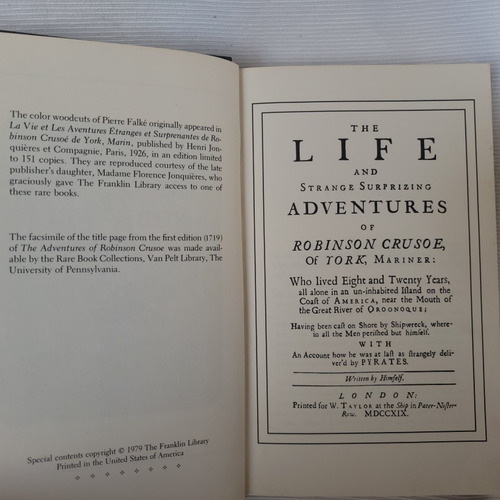 The color woodcuts of Pierre Falké originally appeared in
La Vie et Les Aventures Étranges et Surprenantes de Ro-
binson Crusoé de York, Marin, published by Henri Jon-
quières et Compagnie, Paris, 1926, in an edition limited
to 151 copies. They are reproduced courtesy of the late
publisher's daughter, Madame Florence Jonquières, who
graciously gave The Franklin Library access to one of
these rare books.
The facsimile of the title page from the first edition (1719)
of The Adventures of Robinson Crusoe was made avail-
able by the Rare Book Collections, Van Pelt Library, The
University of Pennsylvania.
Special contents copyright © 1979 The Franklin Library
Printed in the United States of America
THE
LIFE
AND
STRANGE SURPRIZING
ADVENTURES
OF
ROBINSON CRUSOE,
Of YORK, MARINER:
Who lived Eight and Twenty Years,
all alone in an un-inhabited Iſland on the
Coaſt of AMERICA, near the Mouth of
the Great River of OROONOQUE;
Having been caſt on Shore by Shipwreck, where-
in all the Men periſhed but himſelf.
WITH
An Account how he was at laſt as ſtrangely deli-
ver'd by PYRATES.
Written by Himſelf.
LONDON:
Printed for W. TAYLOR at the Ship in Pater-Noſter-
Row. MDCCXIX.